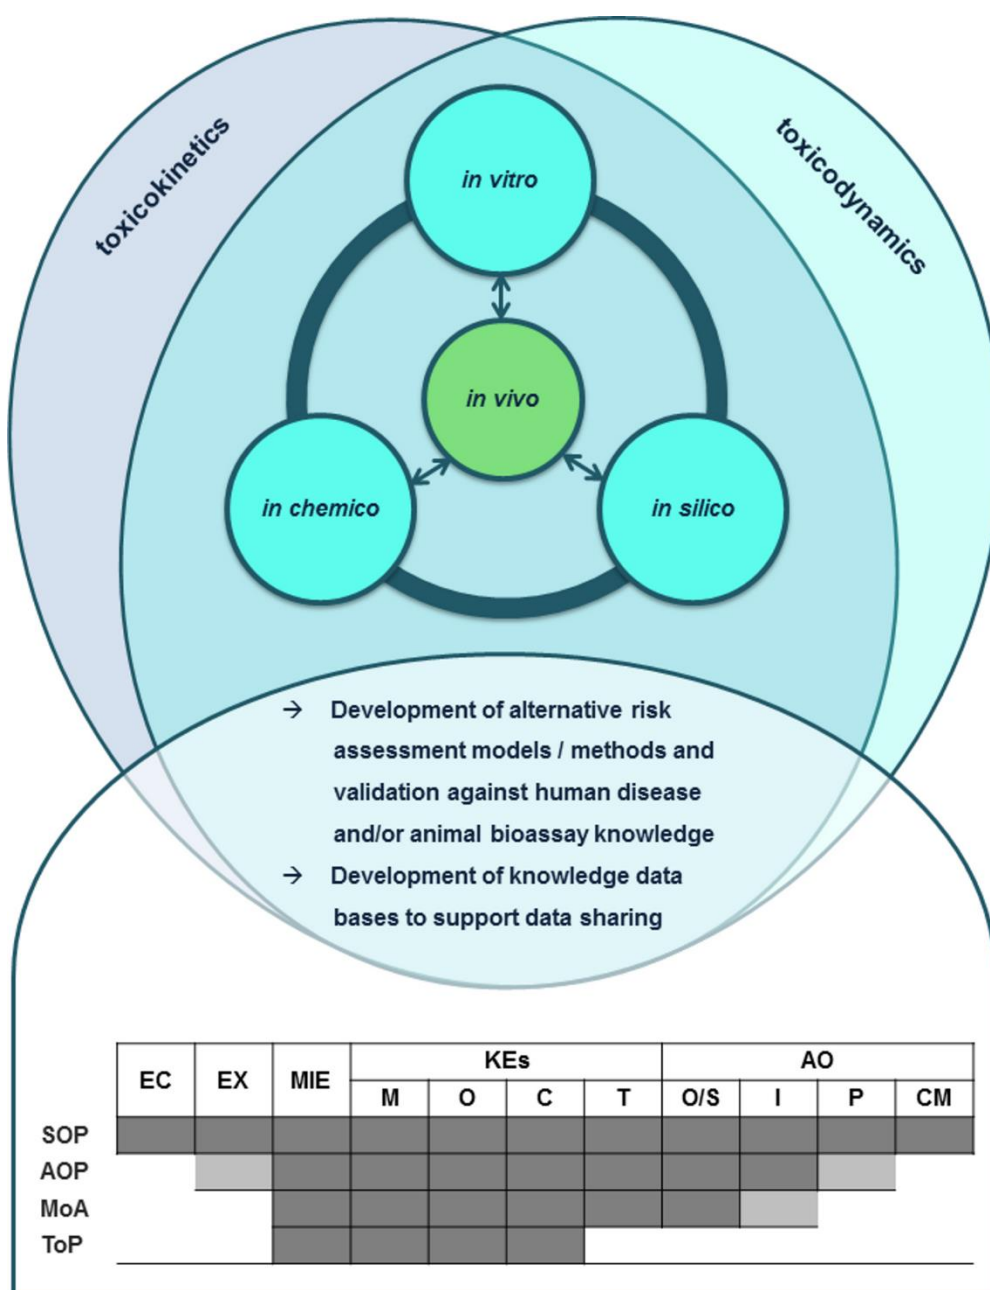 toxicokinetics
toxicodynamics
in vitro
in vivo
in chemico
in silico
→ Development of alternative risk
assessment models / methods and
validation against human disease
and/or animal bioassay knowledge
→ Development of knowledge data
bases to support data sharing
EC EX MIE KEs AO
M O C T O/S I P CM
SOP
AOP
MoA
ToP